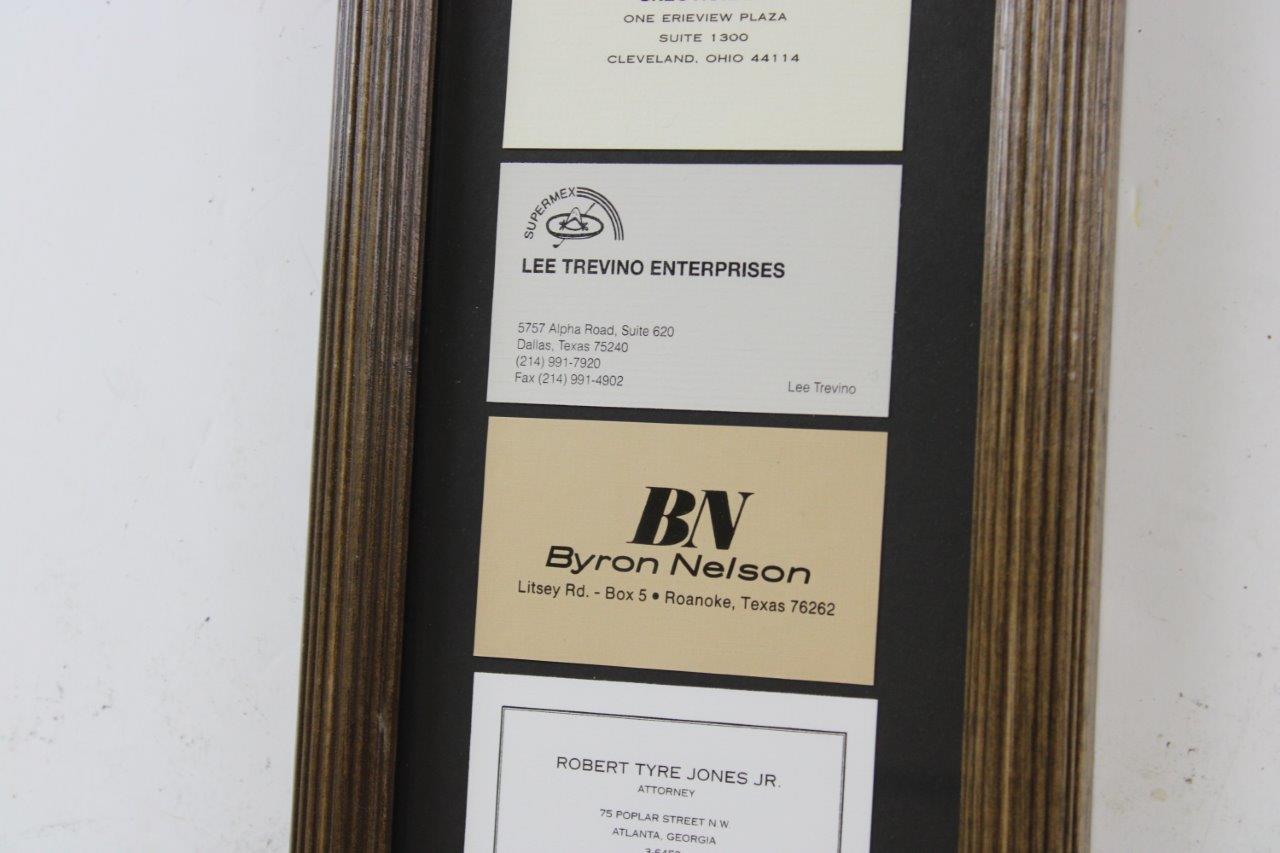 ONE ERIEVIEW PLAZA
SUITE 1300
CLEVELAND, OHIO 44114
SUPERMEX
LEE TREVINO ENTERPRISES
5757 Alpha Road, Suite 620
Dallas, Texas 75240
(214) 991-7920
Fax (214) 991-4902
Lee Trevino
BN
Byron Nelson
Litsey Rd. - Box 5 • Roanoke, Texas 76262
ROBERT TYRE JONES JR.
ATTORNEY
75 POPLAR STREET N.W.
ATLANTA, GEORGIA